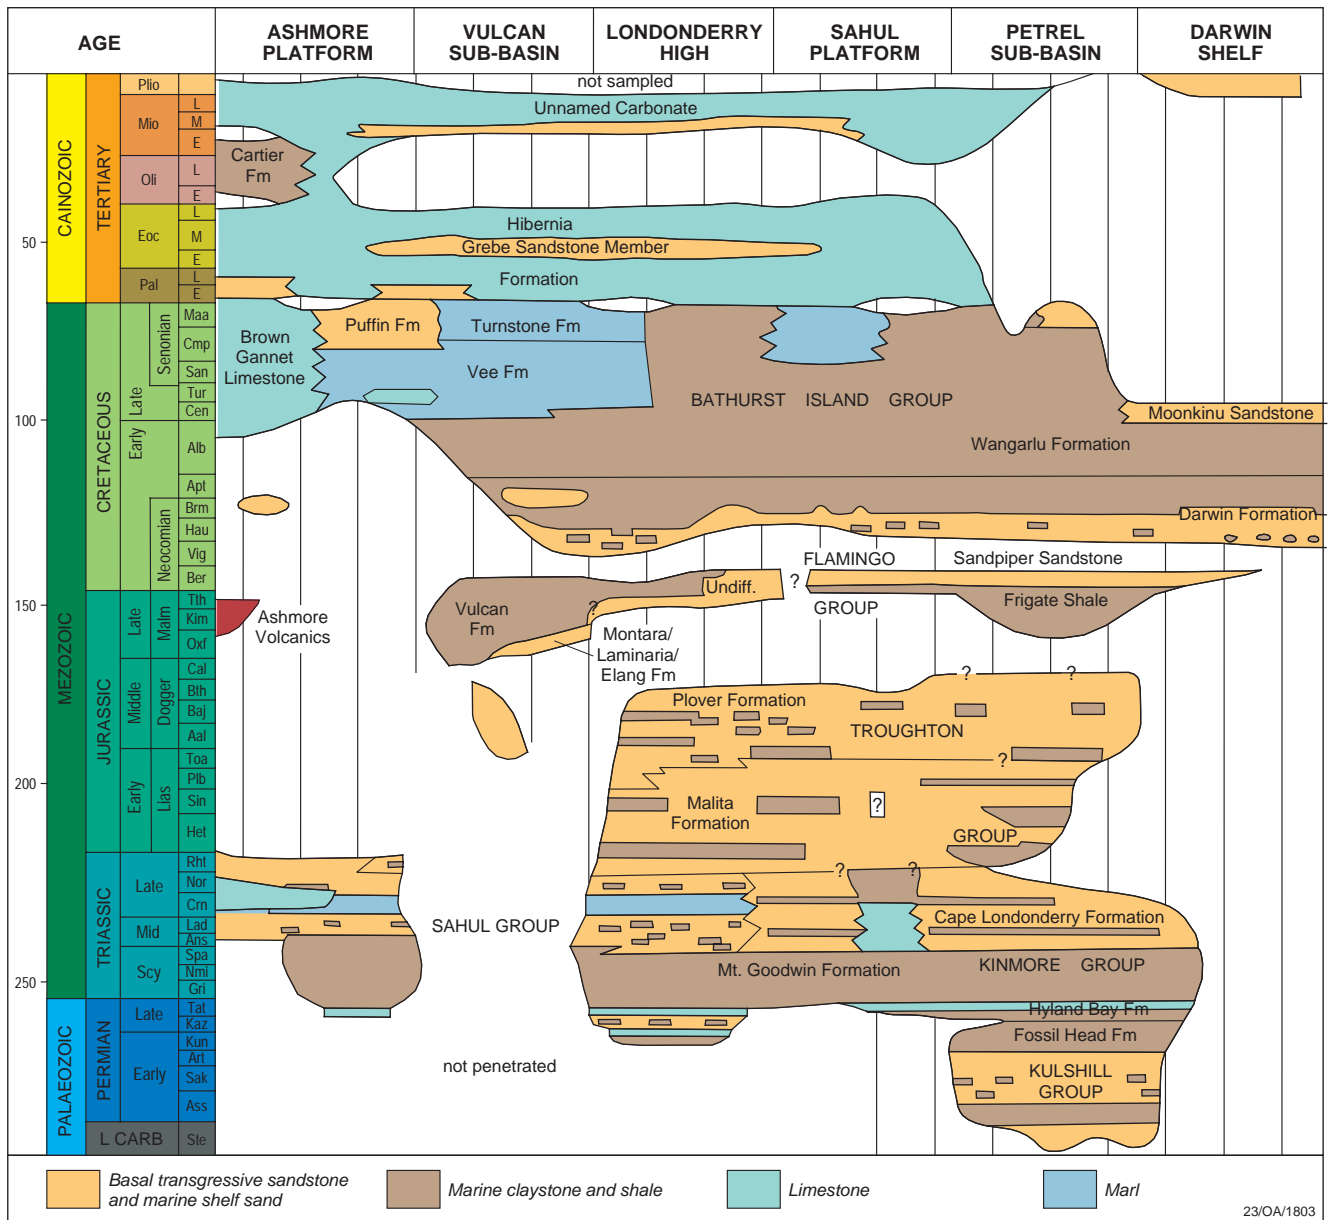 AGE
ASHMORE
PLATFORM
VULCAN
SUB-BASIN
LONDONDERRY
HIGH
SAHUL
PLATFORM
PETREL
SUB-BASIN
DARWIN
SHELF
CAINOZOIC
MEZOZOIC
PALAEOZOIC
TERTIARY
CRETACEOUS
JURASSIC
TRIASSIC
PERMIAN
L CARB
50
100
150
200
250
Plio
Mio
L
M
E
Oli
L
E
Eoc
L
M
E
Pal
L
E
Late
Senonian
Maa
Cmp
San
Tur
Cen
Early
Alb
Apt
Neocomian
Brm
Hau
Vlg
Ber
Late
Malm
Tth
Kim
Oxf
Middle
Dogger
Cal
Bth
Baj
Aal
Early
Lias
Toa
Plb
Sin
Het
Late
Rht
Nor
Crn
Mid
Lad
Ans
Scy
Spa
Nmi
Gri
Late
Tat
Kaz
Early
Kun
Art
Sak
Ass
Ste
not sampled
Unnamed Carbonate
Cartier
Fm
Hibernia
Grebe Sandstone Member
Formation
Puffin Fm
Turnstone Fm
Brown
Gannet
Limestone
Vee Fm
BATHURST ISLAND GROUP
Moonkinu Sandstone
Wangarlu Formation
Darwin Formation
FLAMINGO
Sandpiper Sandstone
?
Undiff.
Frigate Shale
GROUP
?
Vulcan
Fm
Ashmore
Volcanics
Montara/
Laminaria/
Elang Fm
? ?
Plover Formation
TROUGHTON
?
Malita
Formation
?
GROUP
? ?
Cape Londonderry Formation
SAHUL GROUP
Mt. Goodwin Formation
KINMORE GROUP
Hyland Bay Fm
Fossil Head Fm
not penetrated
KULSHILL
GROUP
Basal transgressive sandstone
and marine shelf sand
Marine claystone and shale
Limestone
Marl
23/OA/1803